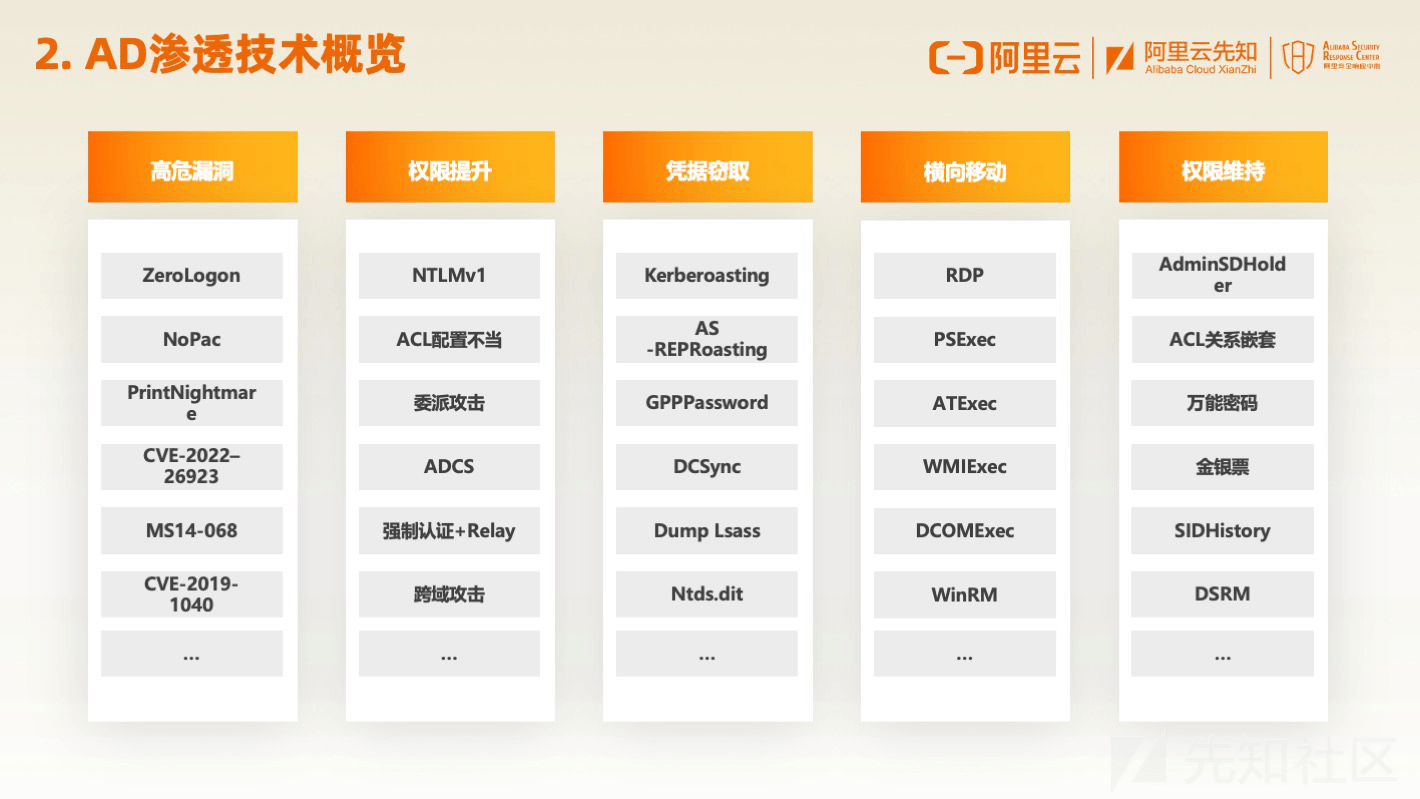 2. AD渗透技术概览
阿里云
阿里云先知
Alibaba Cloud XianZhi
ALIBABA SECURITY
RESPONSE CENTER
阿里安全响应中心
高危漏洞
ZeroLogon
NoPac
PrintNightmar
e
CVE-2022–
26923
MS14-068
CVE-2019-
1040
...
权限提升
NTLMv1
ACL配置不当
委派攻击
ADCS
强制认证+Relay
跨域攻击
...
凭据窃取
Kerberoasting
AS
-REPRoasting
GPPPassword
DCSync
Dump Lsass
Ntds.dit
...
横向移动
RDP
PSExec
ATExec
WMIExec
DCOMExec
WinRM
...
权限维持
AdminSDHold
er
ACL关系嵌套
万能密码
金银票
SIDHistory
DSRM
...
先知社区